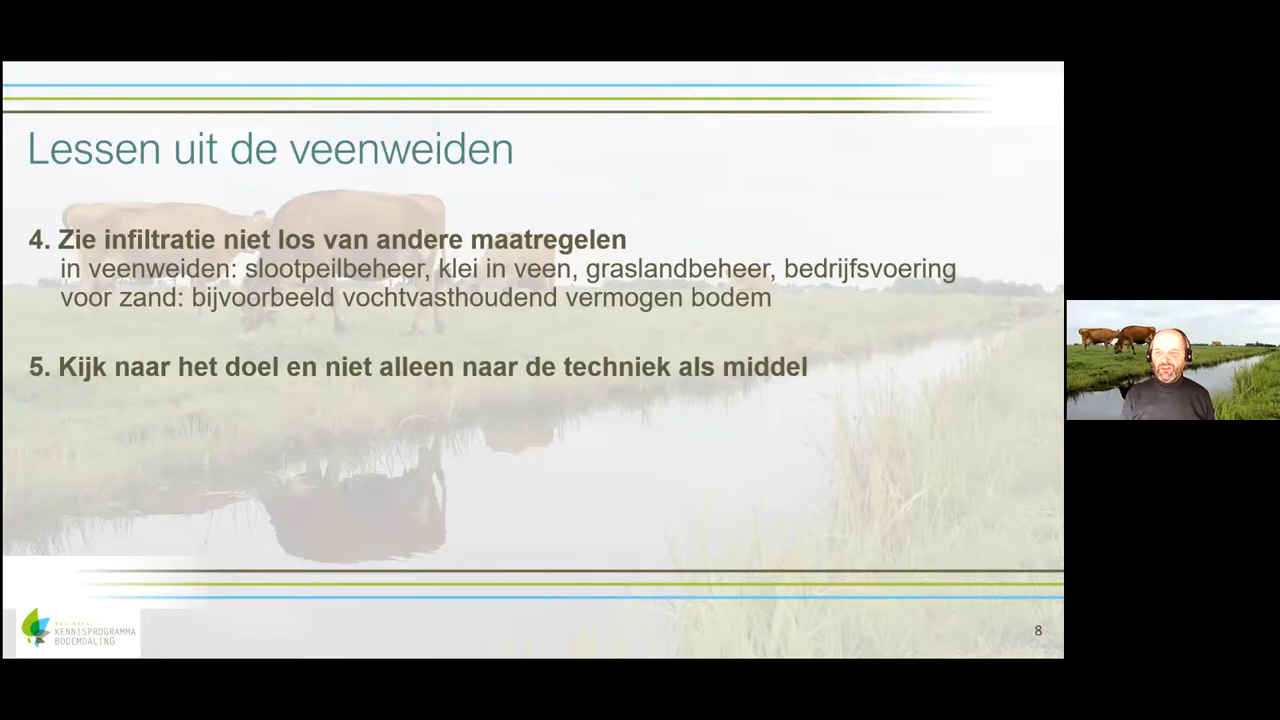 Lessen uit de veenweiden
4. Zie infiltratie niet los van andere maatregelen
in veenweiden: slootpeilbeheer, klei in veen, graslandbeheer, bedrijfsvoering
voor zand: bijvoorbeeld vochtvasthoudend vermogen bodem
5. Kijk naar het doel en niet alleen naar de techniek als middel
NATIONAAL
KENNISPROGRAMMA
BODEMDALING
8